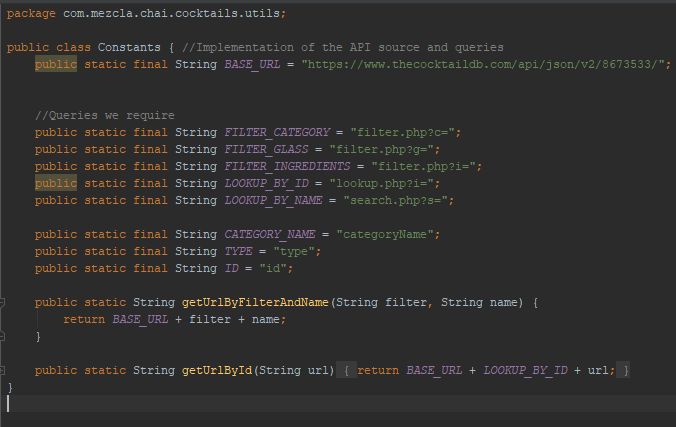 package com.mezcla.chai.cocktails.utils;
public class Constants { //Implementation of the API source and queries
public static final String BASE_URL = "https://www.thecocktaildb.com/api/json/v2/8673533/";
//Queries we require
public static final String FILTER_CATEGORY = "filter.php?c=";
public static final String FILTER_GLASS = "filter.php?g=";
public static final String FILTER_INGREDIENTS = "filter.php?i=";
public static final String LOOKUP_BY_ID = "lookup.php?i=";
public static final String LOOKUP_BY_NAME = "search.php?s=";
public static final String CATEGORY_NAME = "categoryName";
public static final String TYPE = "type";
public static final String ID = "id";
public static String getUrlByFilterAndName(String filter, String name) {
return BASE_URL + filter + name;
}
public static String getUrlById(String url) { return BASE_URL + LOOKUP_BY_ID + url; }
}